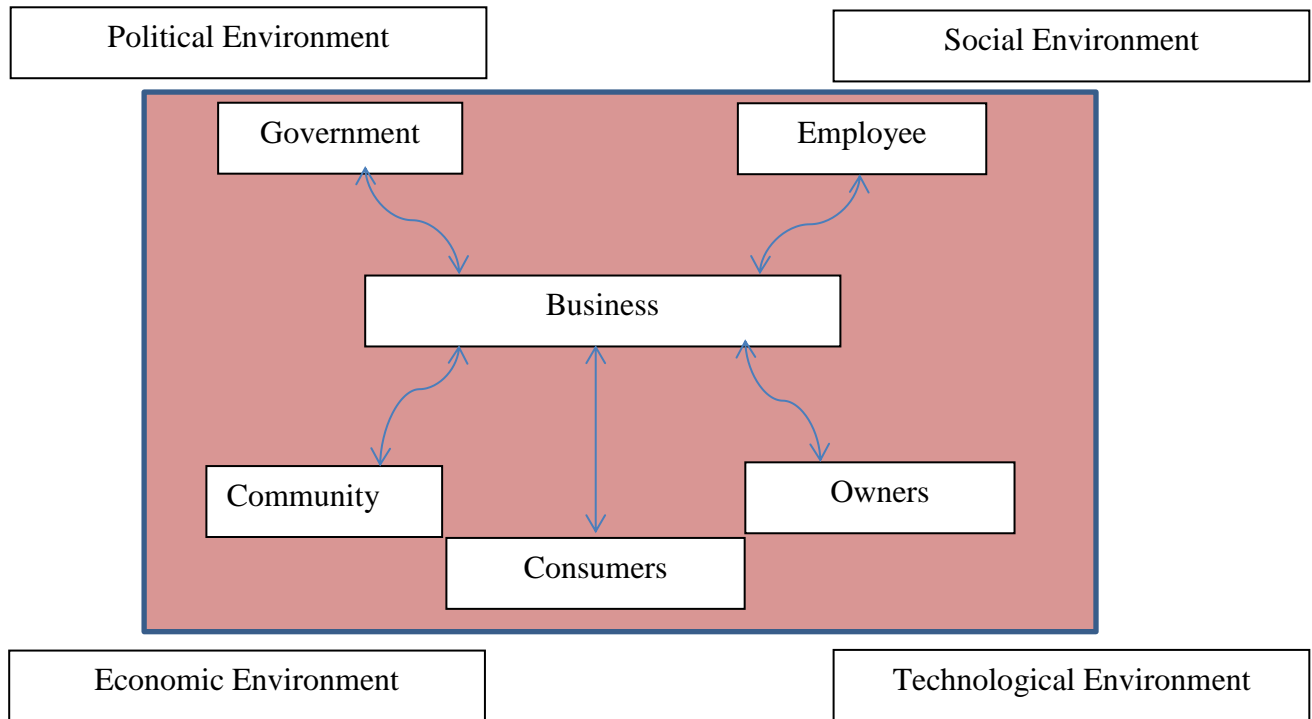 Political Environment
Social Environment
Government
Employee
Business
Community
Owners
Consumers
Economic Environment
Technological Environment